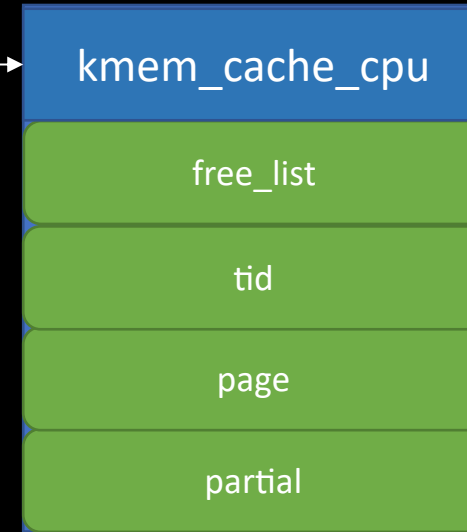 kmem_cache_cpu
free_list
tid
page
partial